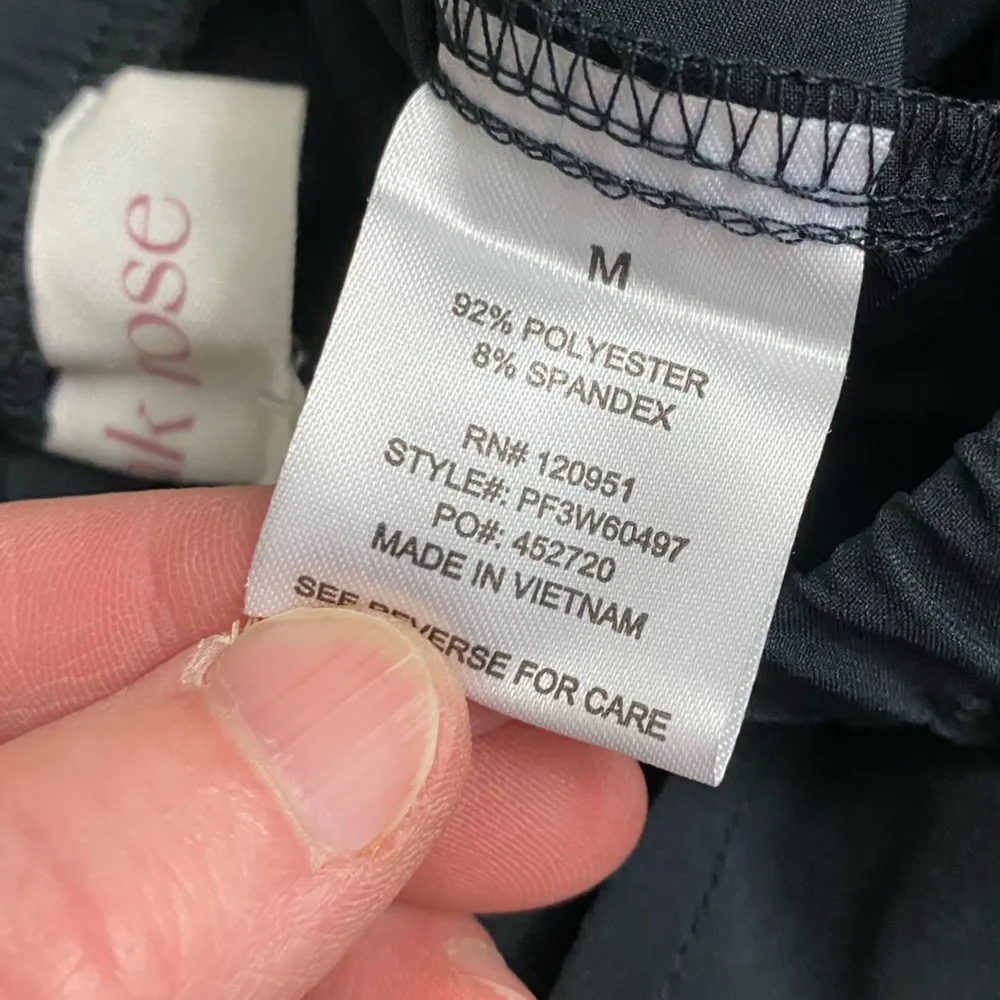 M
92% POLYESTER
8% SPANDEX
RN# 120951
STYLE#: PF3W60497
PO#: 452720
MADE IN VIETNAM
SEE REVERSE FOR CARE
rose